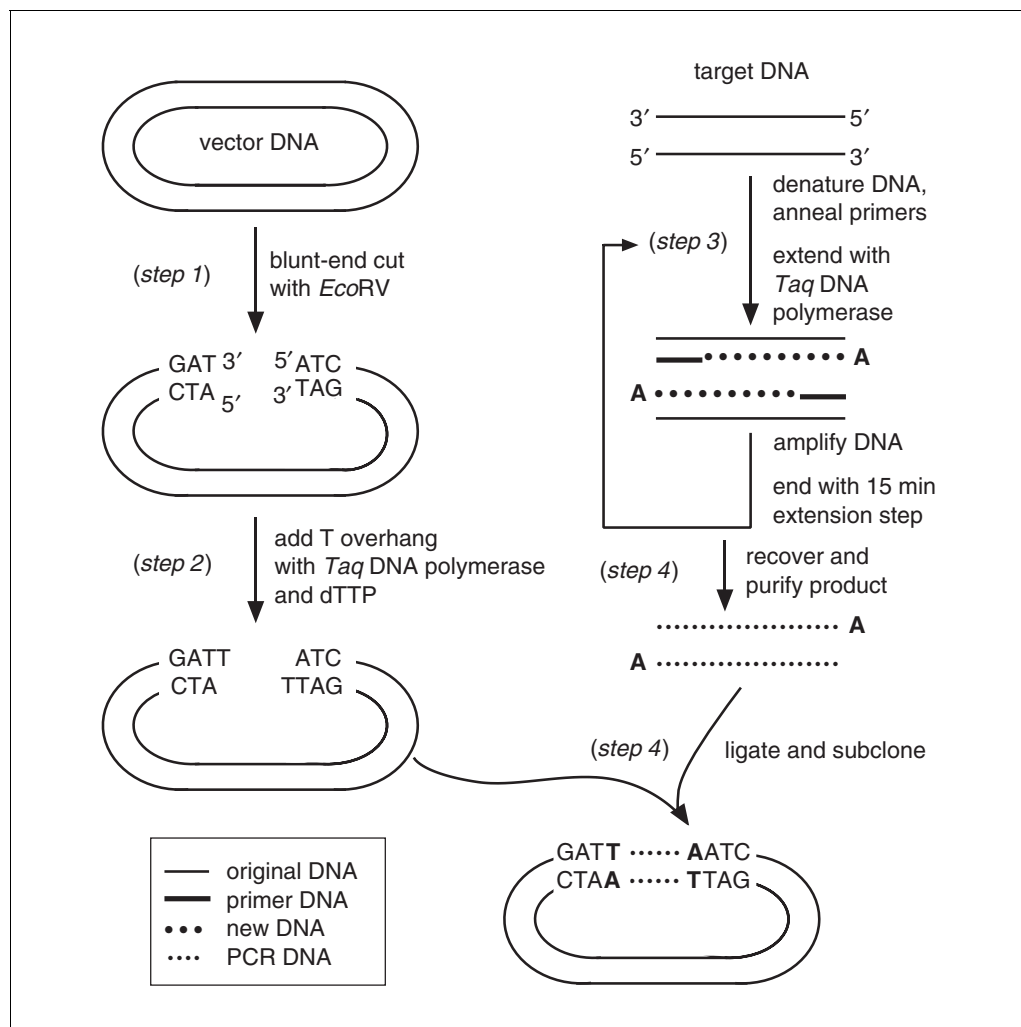 vector DNA
(step 1)
blunt-end cut
with EcoRV
GAT 3′ 5′ ATC
CTA 5′ 3′ TAG
(step 2)
add T overhang
with Taq DNA polymerase
and dTTP
GATT ATC
CTA TTAG
target DNA
3′ 5′
5′ 3′
denature DNA,
anneal primers
(step 3)
extend with
Taq DNA
polymerase
A
A
amplify DNA
end with 15 min
extension step
(step 4)
recover and
purify product
A
A
(step 4)
ligate and subclone
GATT AATC
CTAA TTAG
original DNA
primer DNA
new DNA
PCR DNA